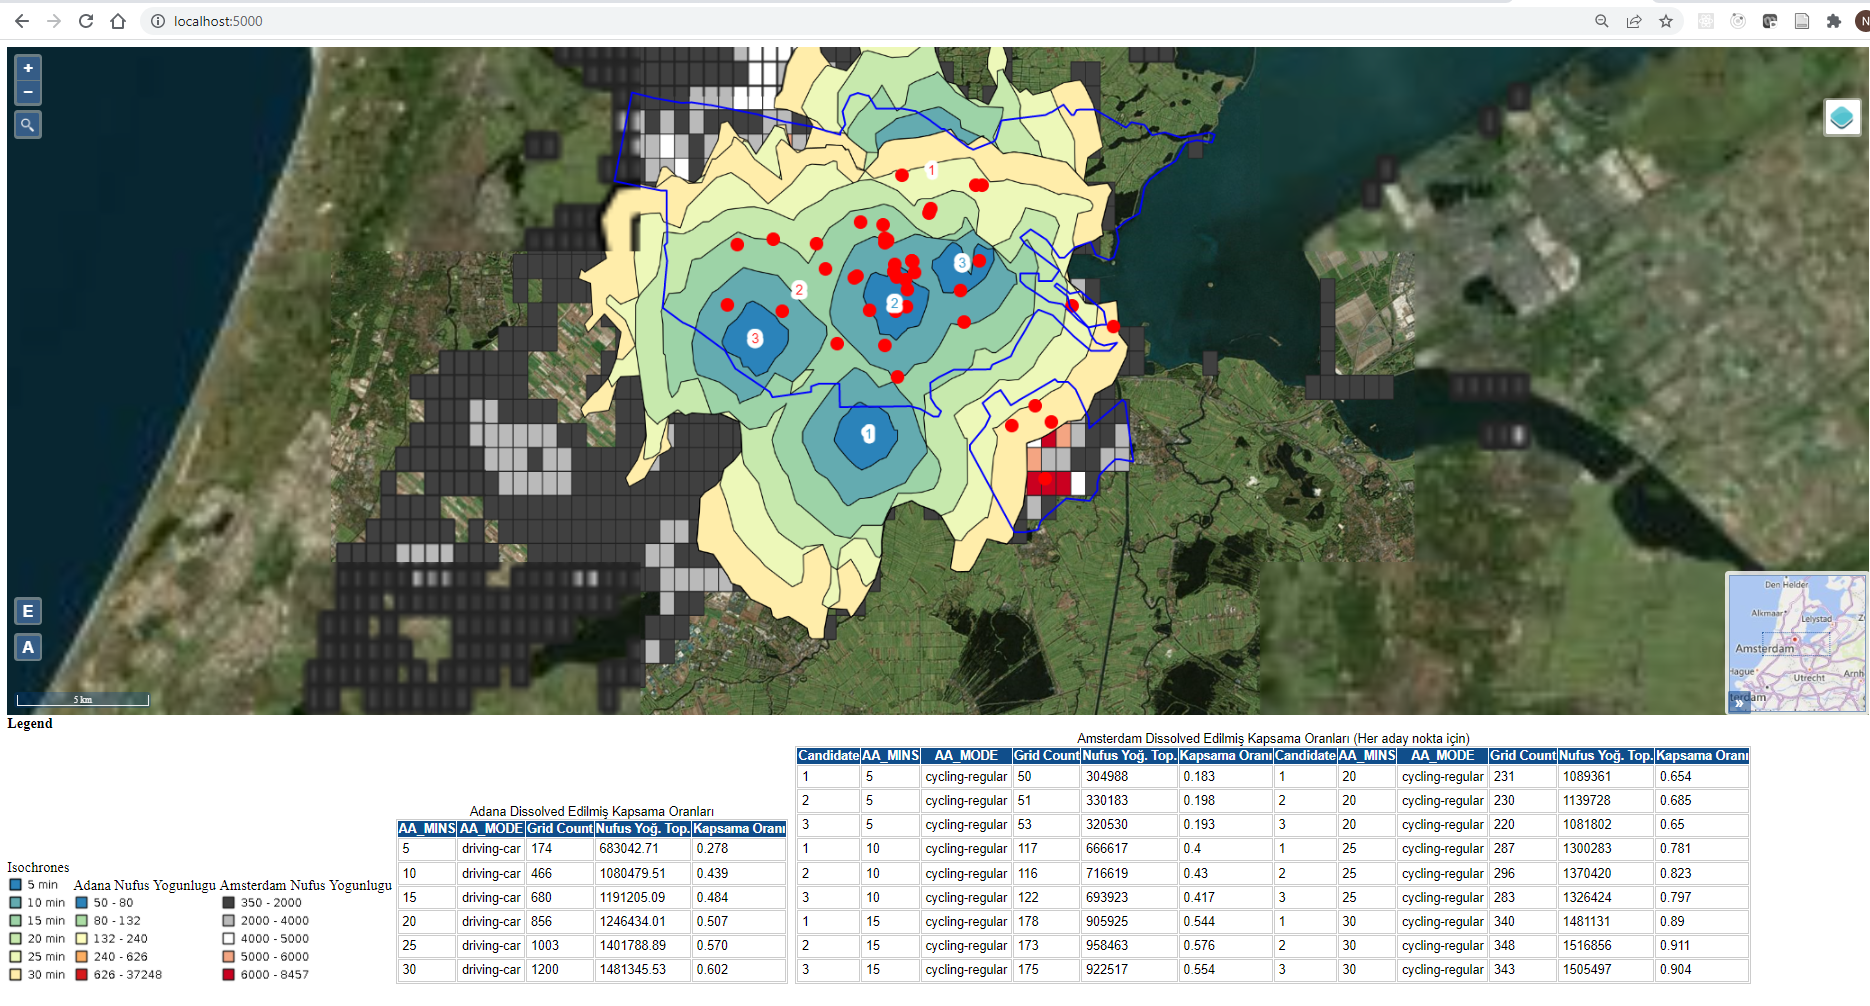 localhost:5000
N
+
−
1
3
2
2
3
1
E
A
5 km
Den Helder
Alkmaar
Lelystad
Z
Amsterdam
Hague
Arnh
Utrecht
terdam
»
Legend
Amsterdam Dissolved Edilmiş Kapsama Oranları (Her aday nokta için)
Candidate AA_MINS AA_MODE Grid Count Nufus Yoğ. Top. Kapsama Oranı Candidate AA_MINS AA_MODE Grid Count Nufus Yoğ. Top. Kapsama Oranı
1 5 cycling-regular 50 304988 0.183 1 20 cycling-regular 231 1089361 0.654
2 5 cycling-regular 51 330183 0.198 2 20 cycling-regular 230 1139728 0.685
3 5 cycling-regular 53 320530 0.193 3 20 cycling-regular 220 1081802 0.65
1 10 cycling-regular 117 666617 0.4 1 25 cycling-regular 287 1300283 0.781
2 10 cycling-regular 116 716619 0.43 2 25 cycling-regular 296 1370420 0.823
3 10 cycling-regular 122 693923 0.417 3 25 cycling-regular 283 1326424 0.797
1 15 cycling-regular 178 905925 0.544 1 30 cycling-regular 340 1481131 0.89
2 15 cycling-regular 173 958463 0.576 2 30 cycling-regular 348 1516856 0.911
3 15 cycling-regular 175 922517 0.554 3 30 cycling-regular 343 1505497 0.904
Adana Dissolved Edilmiş Kapsama Oranları
AA_MINS AA_MODE Grid Count Nufus Yoğ. Top. Kapsama Oranı
5 driving-car 174 683042.71 0.278
10 driving-car 466 1080479.51 0.439
15 driving-car 680 1191205.09 0.484
20 driving-car 856 1246434.01 0.507
25 driving-car 1003 1401788.89 0.570
30 driving-car 1200 1481345.53 0.602
Isochrones
5 min
10 min
15 min
20 min
25 min
30 min
Adana Nufus Yogunlugu
50 - 80
80 - 132
132 - 240
240 - 626
626 - 37248
Amsterdam Nufus Yogunlugu
350 - 2000
2000 - 4000
4000 - 5000
5000 - 6000
6000 - 8457